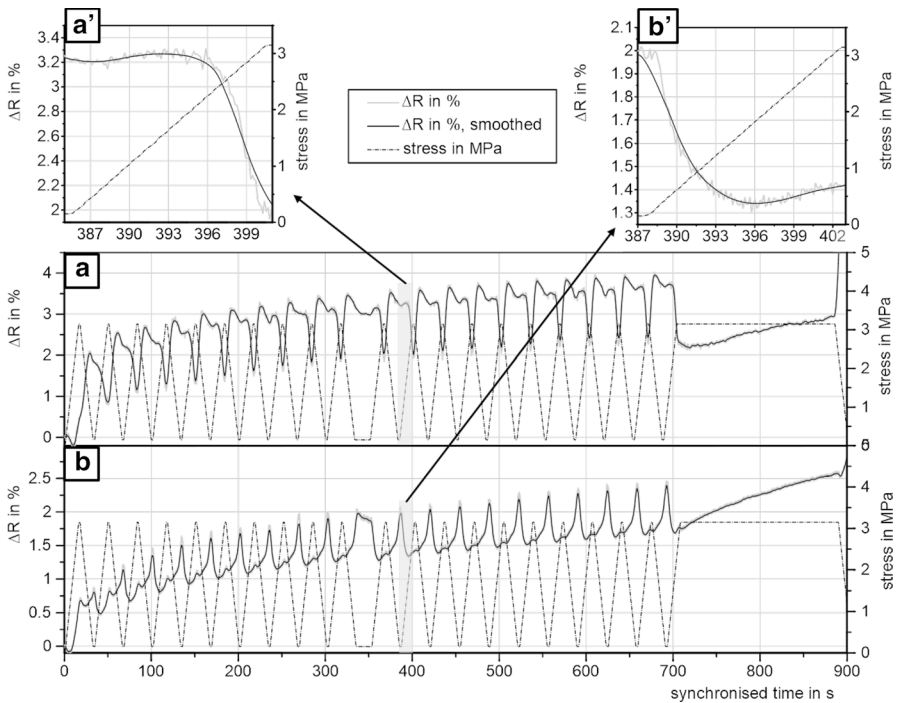 a’
b’
3.4
3.2
3
2.8
2.6
2.4
2.2
2
ΔR in %
3
2
1
0
stress in MPa
387 390 393 396 399
ΔR in %
ΔR in %, smoothed
stress in MPa
2.1
2
1.9
1.8
1.7
1.6
1.5
1.4
1.3
ΔR in %
3
2
1
0
stress in MPa
387 390 393 396 399 402
a
4
3
2
1
0
ΔR in %
5
4
3
2
1
0
stress in MPa
b
2.5
2
1.5
1
0.5
0
ΔR in %
5
4
3
2
1
0
stress in MPa
0 100 200 300 400 500 600 700 800 900
synchronised time in s